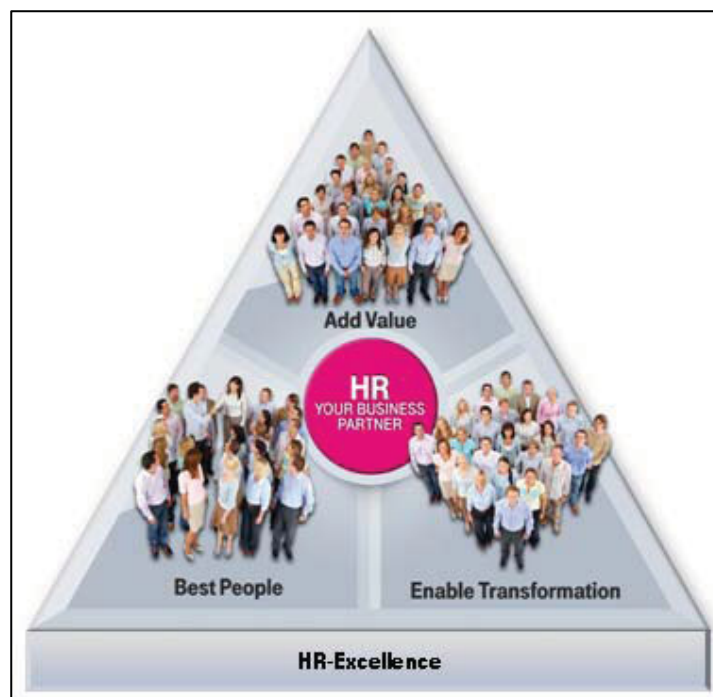 Add Value
HR
YOUR BUSINESS
PARTNER
Best People
Enable Transformation
HR-Excellence